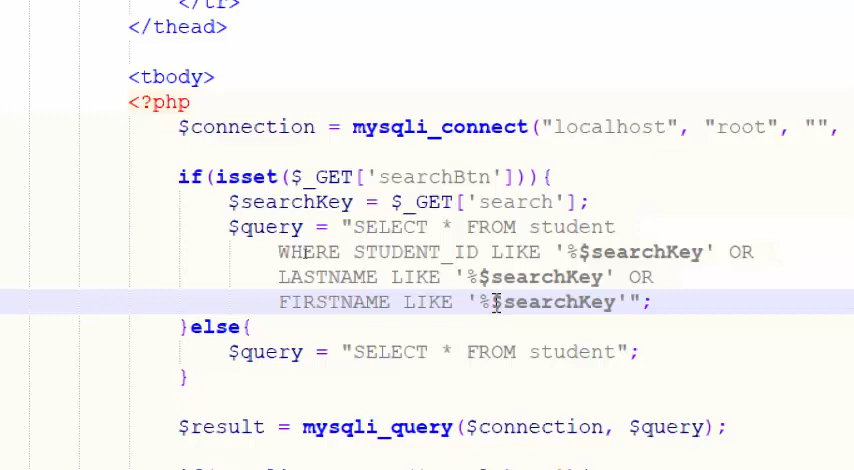 </tr>
</thead>
<tbody>
<?php
$connection = mysqli_connect("localhost", "root", "",
if(isset($_GET['searchBtn'])){
$searchKey = $_GET['search'];
$query = "SELECT * FROM student
WHERE STUDENT_ID LIKE '%$searchKey' OR
LASTNAME LIKE '%$searchKey' OR
FIRSTNAME LIKE '%$searchKey'";
}else{
$query = "SELECT * FROM student";
}
$result = mysqli_query($connection, $query);